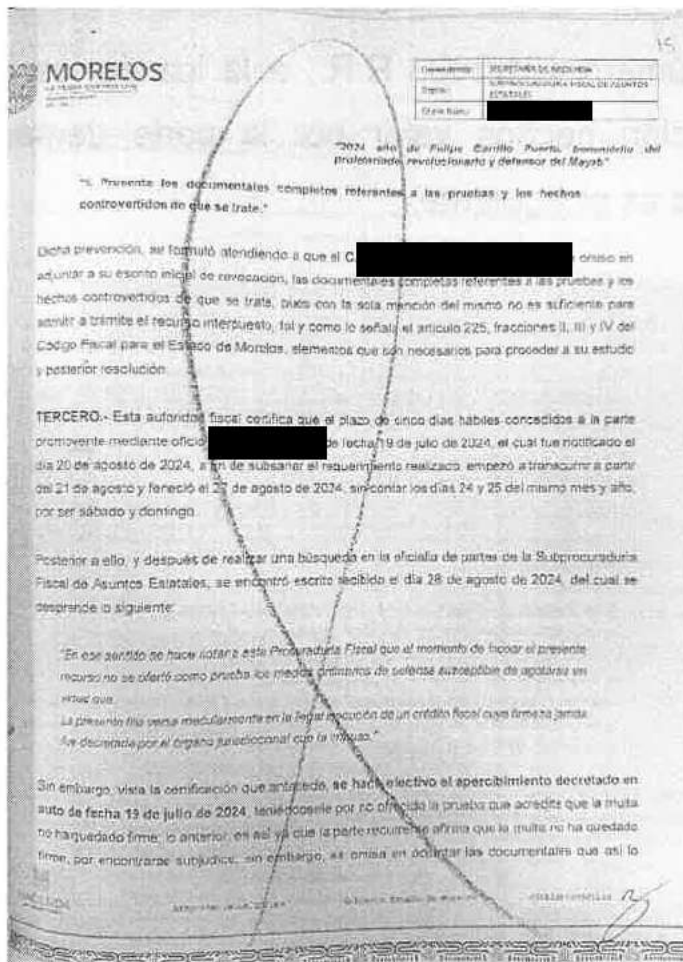 15
MORELOS
Dependencia: SECRETARÍA DE HACIENDA
SUBPROCURADURÍA FISCAL DE ASUNTOS
ESTATALES
"2024, año de Felipe Carrillo Puerto, benemérito del
proletariado, revolucionario y defensor del Mayab"
"I. Presente los documentales completos referentes a las pruebas y los hechos
controvertidos de que se trate."
Dicha prevención, se formuló atendiendo a que el C. omiso en
adjuntar a su escrito inicial de revocación, las documentales completas referentes a las pruebas y los
hechos controvertidos de que se trate, pues con la sola mención del mismo no es suficiente para
admitir a trámite el recurso interpuesto, tal y como lo señala el artículo 225, fracciones II, III y IV del
Código Fiscal para el Estado de Morelos, elementos que son necesarios para proceder a su estudio
y posterior resolución.
TERCERO.- Esta autoridad fiscal certifica que el plazo de cinco días hábiles concedidos a la parte
promovente mediante oficio de fecha 19 de julio de 2024, el cual fue notificado el
día 20 de agosto de 2024, a fin de subsanar el requerimiento realizado, empezó a transcurrir a partir
del 21 de agosto y feneció el 27 de agosto de 2024, sin contar los días 24 y 25 del mismo mes y año,
por ser sábado y domingo.
Posterior a ello, y después de realizar una búsqueda en la oficialía de partes de la Subprocuraduría
Fiscal de Asuntos Estatales, se encontró escrito recibido el día 28 de agosto de 2024, del cual se
desprende lo siguiente:
"En ese sentido se hace notar a esta Procuraduría Fiscal que al momento de incoar el presente
recurso no se ofertó como prueba los medios ordinarios de defensa susceptible de agotarse en
virtud que
La presente litis versa medularmente en la ilegal ejecución de un crédito fiscal cuya firmeza jamás
fue decretada por el órgano jurisdiccional que la impuso."
Sin embargo, vista la certificación que antecede, se hace efectivo el apercibimiento decretado en
auto de fecha 19 de julio de 2024, teniéndosele por no ofrecida la prueba que acredite que la multa
no ha quedado firme; lo anterior, es así ya que la parte recurrente afirma que la multa no ha quedado
firme, por encontrarse subjudice, sin embargo, es omisa en adjuntar las documentales que así lo